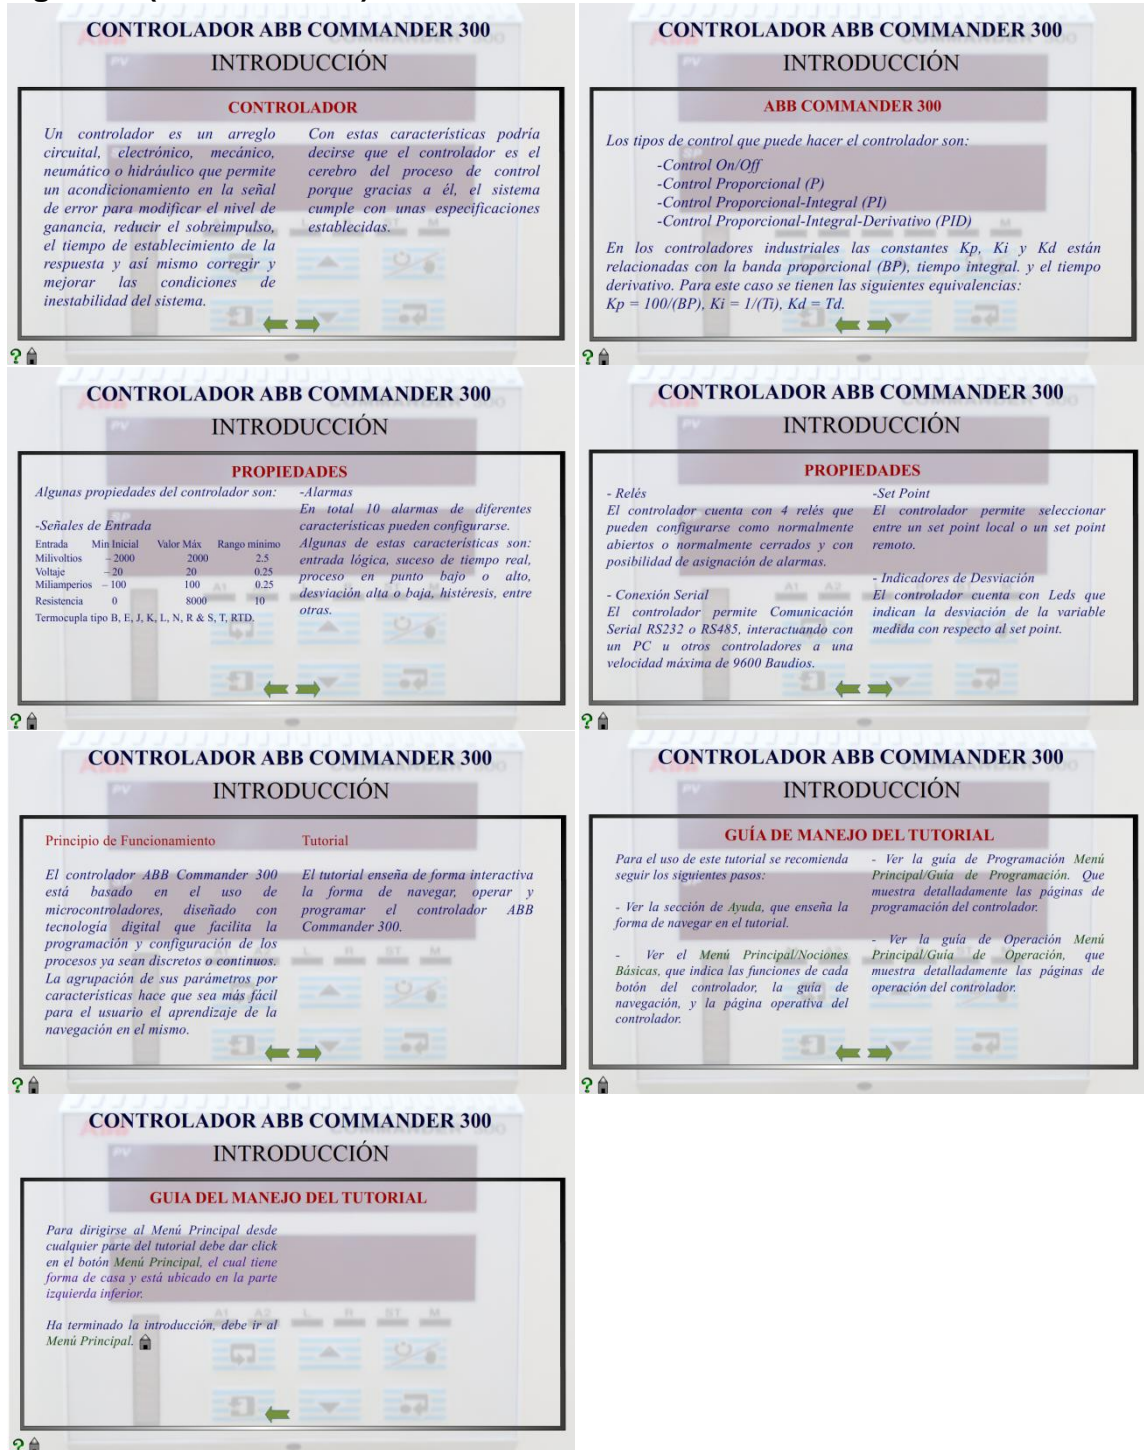 CONTROLADOR ABB COMMANDER 300
INTRODUCCIÓN
CONTROLADOR
Un controlador es un arreglo
circuital, electrónico, mecánico,
neumático o hidráulico que permite
un acondicionamiento en la señal
de error para modificar el nivel de
ganancia, reducir el sobreimpulso,
el tiempo de establecimiento de la
respuesta y así mismo corregir y
mejorar las condiciones de
inestabilidad del sistema.
Con estas características podría
decirse que el controlador es el
cerebro del proceso de control
porque gracias a él, el sistema
cumple con unas especificaciones
establecidas.
CONTROLADOR ABB COMMANDER 300
INTRODUCCIÓN
ABB COMMANDER 300
Los tipos de control que puede hacer el controlador son:
-Control On/Off
-Control Proporcional (P)
-Control Proporcional-Integral (PI)
-Control Proporcional-Integral-Derivativo (PID)
En los controladores industriales las constantes Kp, Ki y Kd están
relacionadas con la banda proporcional (BP), tiempo integral. y el tiempo
derivativo. Para este caso se tienen las siguientes equivalencias:
Kp = 100/(BP), Ki = 1/(Ti), Kd = Td.
CONTROLADOR ABB COMMANDER 300
INTRODUCCIÓN
PROPIEDADES
Algunas propiedades del controlador son:
-Señales de Entrada
Entrada Min Inicial Valor Máx Rango mínimo
Milivoltios – 2000 2000 2.5
Voltaje – 20 20 0.25
Miliamperios – 100 100 0.25
Resistencia 0 8000 10
Termocupla tipo B, E, J, K, L, N, R & S, T, RTD.
-Alarmas
En total 10 alarmas de diferentes
características pueden configurarse.
Algunas de estas características son:
entrada lógica, suceso de tiempo real,
proceso en punto bajo o alto,
desviación alta o baja, histéresis, entre
otras.
CONTROLADOR ABB COMMANDER 300
INTRODUCCIÓN
PROPIEDADES
- Relés
El controlador cuenta con 4 relés que
pueden configurarse como normalmente
abiertos o normalmente cerrados y con
posibilidad de asignación de alarmas.
- Conexión Serial
El controlador permite Comunicación
Serial RS232 o RS485, interactuando con
un PC u otros controladores a una
velocidad máxima de 9600 Baudios.
-Set Point
El controlador permite seleccionar
entre un set point local o un set point
remoto.
- Indicadores de Desviación
El controlador cuenta con Leds que
indican la desviación de la variable
medida con respecto al set point.
CONTROLADOR ABB COMMANDER 300
INTRODUCCIÓN
Principio de Funcionamiento
El controlador ABB Commander 300
está basado en el uso de
microcontroladores, diseñado con
tecnología digital que facilita la
programación y configuración de los
procesos ya sean discretos o continuos.
La agrupación de sus parámetros por
características hace que sea más fácil
para el usuario el aprendizaje de la
navegación en el mismo.
Tutorial
El tutorial enseña de forma interactiva
la forma de navegar, operar y
programar el controlador ABB
Commander 300.
CONTROLADOR ABB COMMANDER 300
INTRODUCCIÓN
GUÍA DE MANEJO DEL TUTORIAL
Para el uso de este tutorial se recomienda
seguir los siguientes pasos:
- Ver la sección de Ayuda, que enseña la
forma de navegar en el tutorial.
- Ver el Menú Principal/Nociones
Básicas, que indica las funciones de cada
botón del controlador, la guía de
navegación, y la página operativa del
controlador.
- Ver la guía de Programación Menú
Principal/Guía de Programación. Que
muestra detalladamente las páginas de
programación del controlador.
- Ver la guía de Operación Menú
Principal/Guía de Operación, que
muestra detalladamente las páginas de
operación del controlador.
CONTROLADOR ABB COMMANDER 300
INTRODUCCIÓN
GUIA DEL MANEJO DEL TUTORIAL
Para dirigirse al Menú Principal desde
cualquier parte del tutorial debe dar click
en el botón Menú Principal, el cual tiene
forma de casa y está ubicado en la parte
izquierda inferior.
Ha terminado la introducción, debe ir al
Menú Principal.